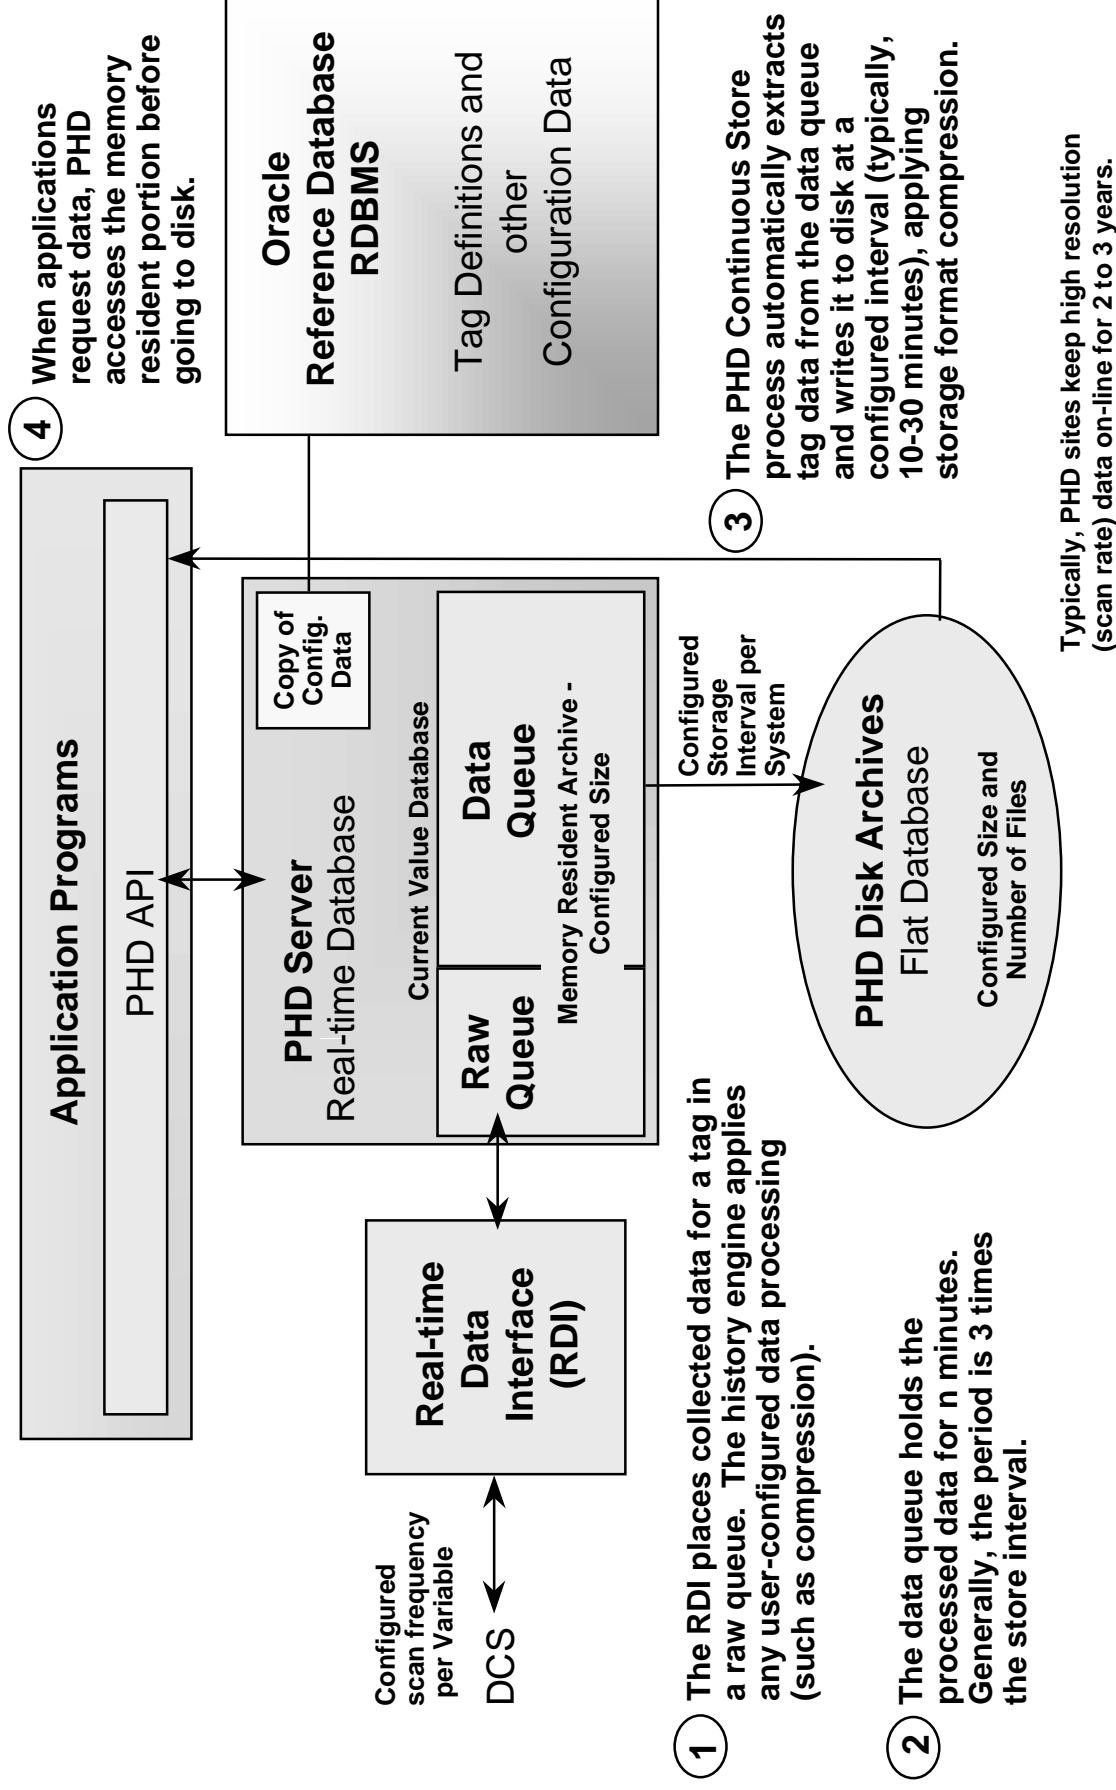 Application Programs
PHD API
4
When applications
request data, PHD
accesses the memory
resident portion before
going to disk.
Configured
scan frequency
per Variable
DCS
Real-time
Data
Interface
(RDI)
PHD Server
Real-time Database
Copy of
Config.
Data
Current Value Database
Raw
Queue
Data
Queue
Memory Resident Archive -
Configured Size
Oracle
Reference Database
RDBMS
Tag Definitions and
other
Configuration Data
Configured
Storage
Interval per
System
PHD Disk Archives
Flat Database
Configured Size and
Number of Files
1
The RDI places collected data for a tag in
a raw queue.  The history engine applies
any user-configured data processing
(such as compression).
2
The data queue holds the
processed data for n minutes.
Generally, the period is 3 times
the store interval.
3
The PHD Continuous Store
process automatically extracts
tag data from the data queue
and writes it to disk at a
configured interval (typically,
10-30 minutes), applying
storage format compression.
Typically, PHD sites keep high resolution
(scan rate) data on-line for 2 to 3 years.